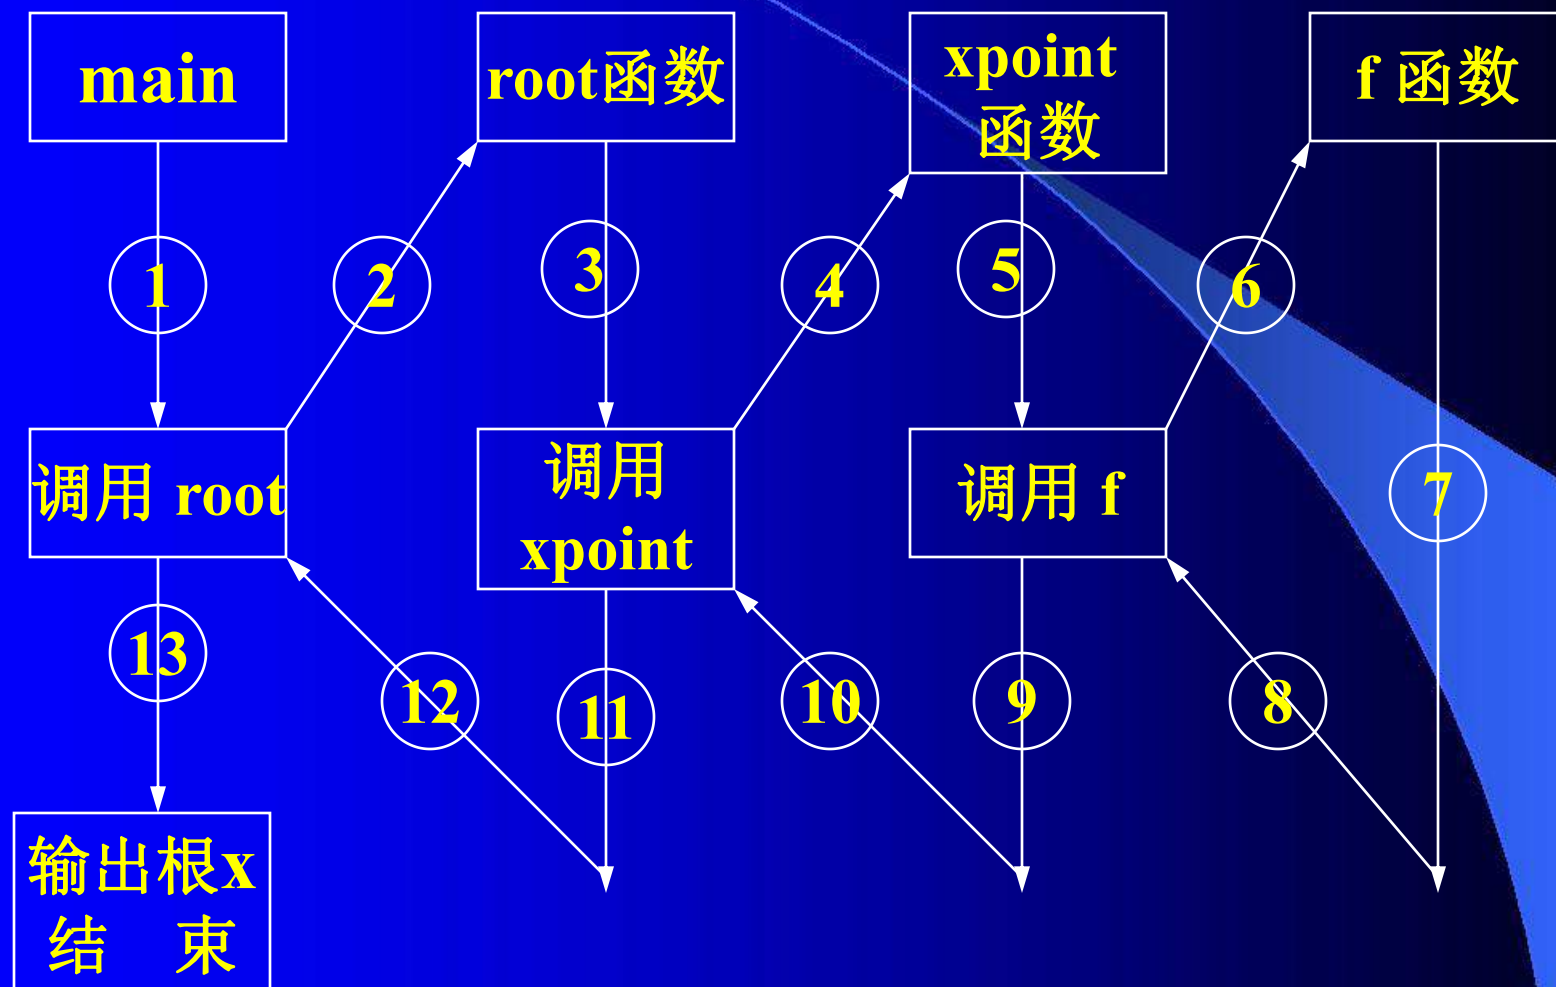 main
root函数
xpoint
函数
f 函数
1
2
3
4
5
6
调用 root
调用
xpoint
调用 f
7
13
12
11
10
9
8
输出根x
结 束